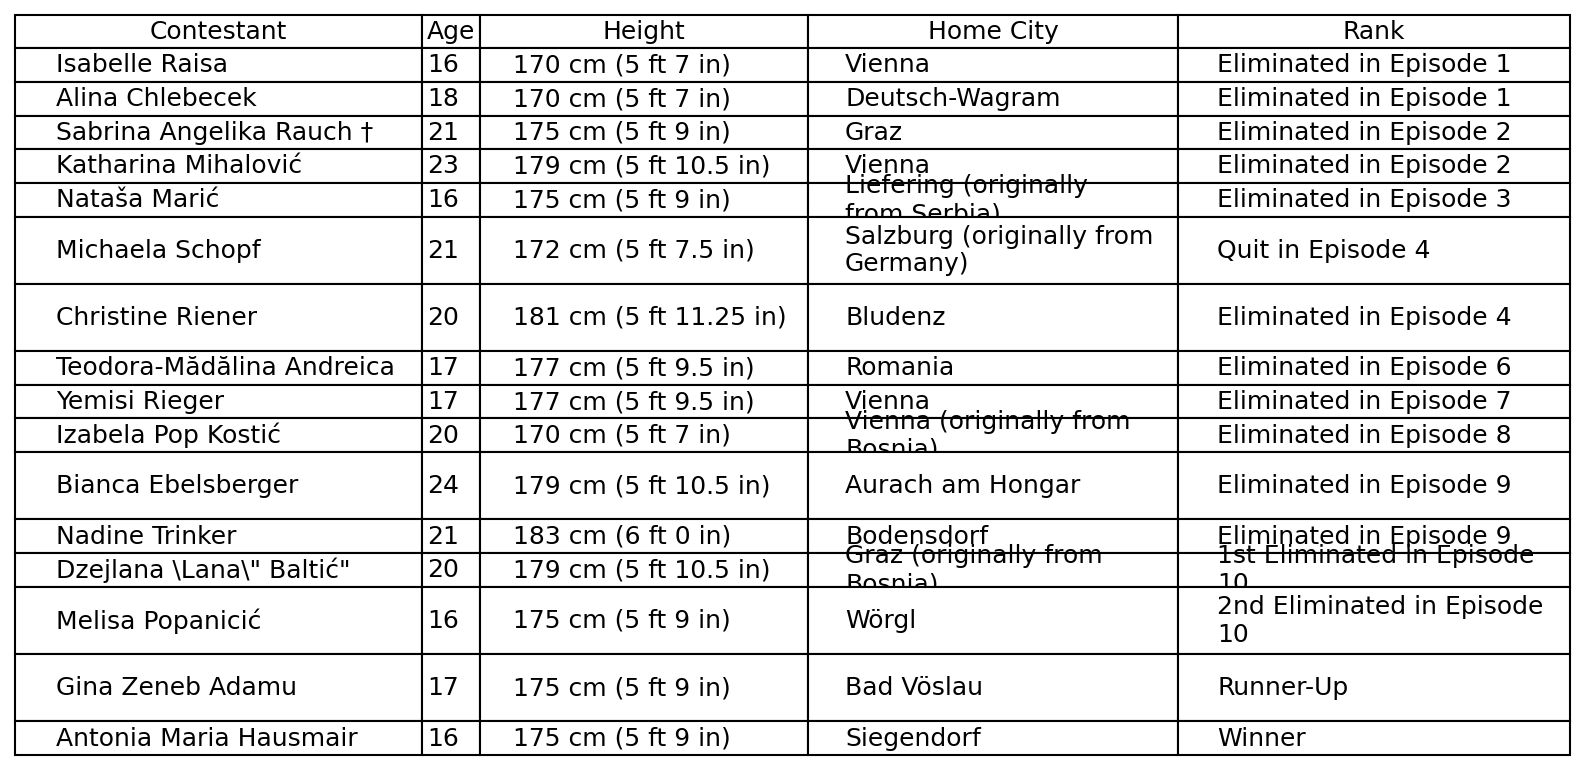 Contestant Age Height Home City Rank
Isabelle Raisa 16 170 cm (5 ft 7 in) Vienna Eliminated in Episode 1
Alina Chlebecek 18 170 cm (5 ft 7 in) Deutsch-Wagram Eliminated in Episode 1
Sabrina Angelika Rauch † 21 175 cm (5 ft 9 in) Graz Eliminated in Episode 2
Katharina Mihalović 23 179 cm (5 ft 10.5 in) Vienna Eliminated in Episode 2
Nataša Marić 16 175 cm (5 ft 9 in) Liefering (originally from Serbia) Eliminated in Episode 3
Michaela Schopf 21 172 cm (5 ft 7.5 in) Salzburg (originally from Germany) Quit in Episode 4
Christine Riener 20 181 cm (5 ft 11.25 in) Bludenz Eliminated in Episode 4
Teodora-Mădălina Andreica 17 177 cm (5 ft 9.5 in) Romania Eliminated in Episode 6
Yemisi Rieger 17 177 cm (5 ft 9.5 in) Vienna Eliminated in Episode 7
Izabela Pop Kostić 20 170 cm (5 ft 7 in) Vienna (originally from Bosnia) Eliminated in Episode 8
Bianca Ebelsberger 24 179 cm (5 ft 10.5 in) Aurach am Hongar Eliminated in Episode 9
Nadine Trinker 21 183 cm (6 ft 0 in) Bodensdorf Eliminated in Episode 9
Dzejlana \Lana\" Baltić" 20 179 cm (5 ft 10.5 in) Graz (originally from Bosnia) 1st Eliminated in Episode 10
Melisa Popanicić 16 175 cm (5 ft 9 in) Wörgl 2nd Eliminated in Episode 10
Gina Zeneb Adamu 17 175 cm (5 ft 9 in) Bad Vöslau Runner-Up
Antonia Maria Hausmair 16 175 cm (5 ft 9 in) Siegendorf Winner